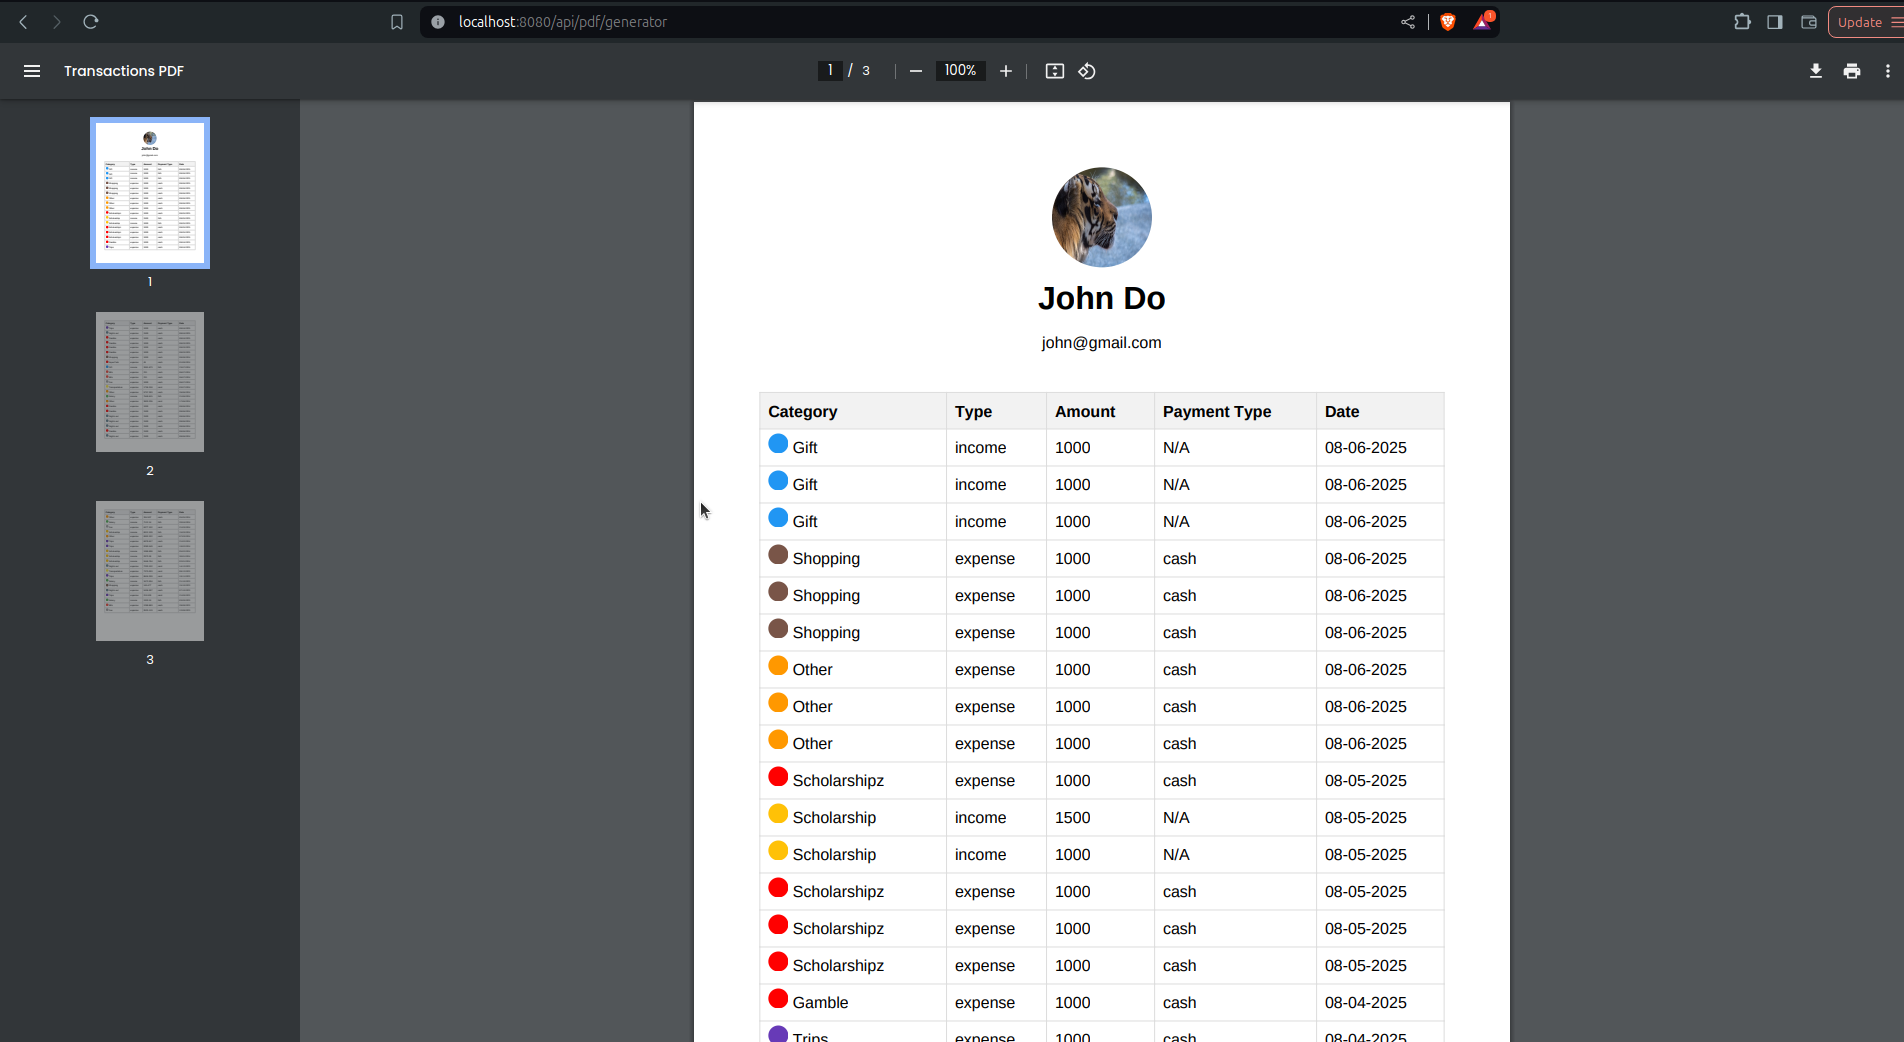 localhost:8080/api/pdf/generator
1
Update
Transactions PDF
1 / 3
100%
1
2
3
John Do
john@gmail.com
Category Type Amount Payment Type Date
Gift income 1000 N/A 08-06-2025
Gift income 1000 N/A 08-06-2025
Gift income 1000 N/A 08-06-2025
Shopping expense 1000 cash 08-06-2025
Shopping expense 1000 cash 08-06-2025
Shopping expense 1000 cash 08-06-2025
Other expense 1000 cash 08-06-2025
Other expense 1000 cash 08-06-2025
Other expense 1000 cash 08-06-2025
Scholarshipz expense 1000 cash 08-05-2025
Scholarship income 1500 N/A 08-05-2025
Scholarship income 1000 N/A 08-05-2025
Scholarshipz expense 1000 cash 08-05-2025
Scholarshipz expense 1000 cash 08-05-2025
Scholarshipz expense 1000 cash 08-05-2025
Gamble expense 1000 cash 08-04-2025
Trips expense 1000 cash 08-04-2025